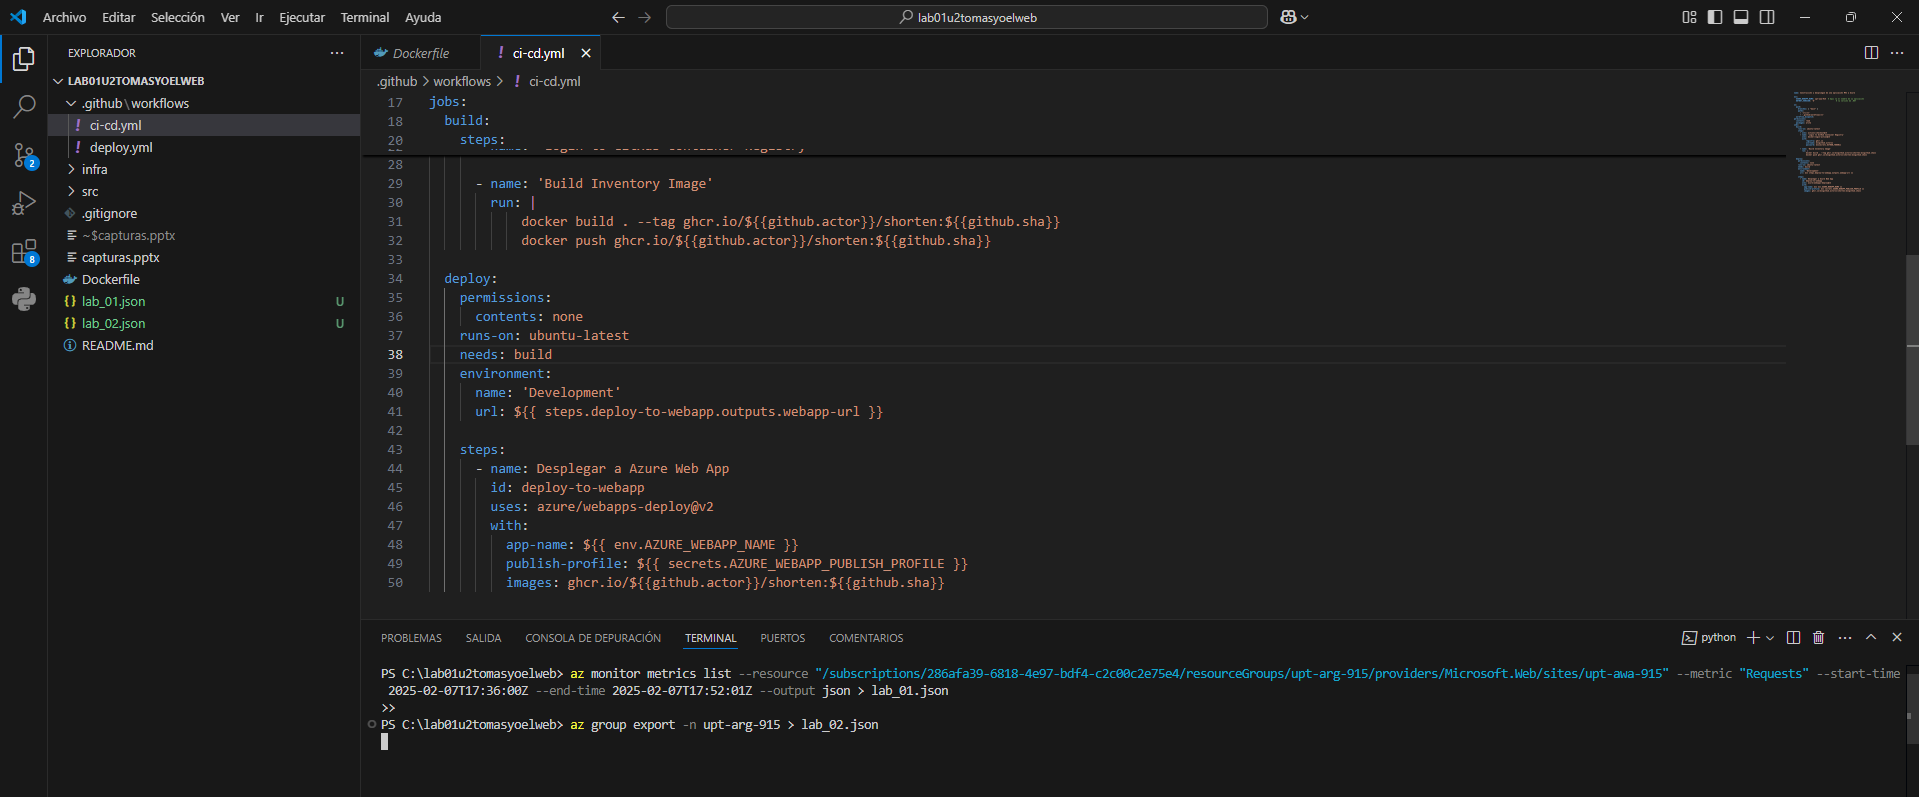 Archivo Editar Selección Ver Ir Ejecutar Terminal Ayuda
lab01u2tomasyoelweb
EXPLORADOR
LAB01U2TOMASYOELWEB
.github\workflows
ci-cd.yml
deploy.yml
infra
src
.gitignore
~$capturas.pptx
capturas.pptx
Dockerfile
lab_01.json U
lab_02.json U
README.md
2
8
Dockerfile
ci-cd.yml
.github > workflows > ci-cd.yml
17 jobs:
18 build:
20 steps:
28
29 - name: 'Build Inventory Image'
30 run: |
31 docker build . --tag ghcr.io/${{github.actor}}/shorten:${{github.sha}}
32 docker push ghcr.io/${{github.actor}}/shorten:${{github.sha}}
33
34 deploy:
35 permissions:
36 contents: none
37 runs-on: ubuntu-latest
38 needs: build
39 environment:
40 name: 'Development'
41 url: ${{ steps.deploy-to-webapp.outputs.webapp-url }}
42
43 steps:
44 - name: Desplegar a Azure Web App
45 id: deploy-to-webapp
46 uses: azure/webapps-deploy@v2
47 with:
48 app-name: ${{ env.AZURE_WEBAPP_NAME }}
49 publish-profile: ${{ secrets.AZURE_WEBAPP_PUBLISH_PROFILE }}
50 images: ghcr.io/${{github.actor}}/shorten:${{github.sha}}
PROBLEMAS SALIDA CONSOLA DE DEPURACIÓN TERMINAL PUERTOS COMENTARIOS
python
PS C:\lab01u2tomasyoelweb> az monitor metrics list --resource "/subscriptions/286afa39-6818-4e97-bdf4-c2c00c2e75e4/resourceGroups/upt-arg-915/providers/Microsoft.Web/sites/upt-awa-915" --metric "Requests" --start-time
2025-02-07T17:36:00Z --end-time 2025-02-07T17:52:01Z --output json > lab_01.json
>>
PS C:\lab01u2tomasyoelweb> az group export -n upt-arg-915 > lab_02.json